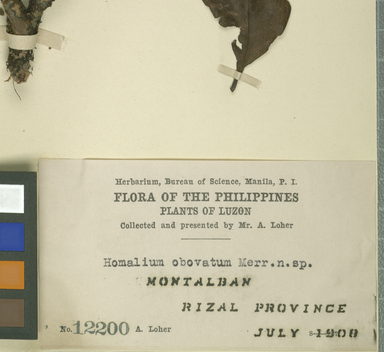 Herbarium, Bureau of Science, Manila, P. I.
FLORA OF THE PHILIPPINES
PLANTS OF LUZON
Collected and presented by Mr. A. Loher
Homalium obovatum Merr.n.sp.
MONTALBAN
RIZAL PROVINCE
No. 12200 A. Loher
JULY 1908